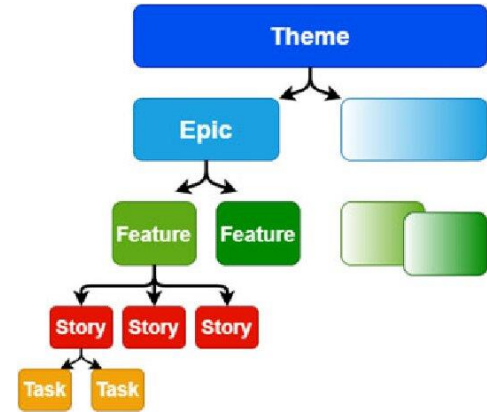 Theme
Epic
Feature
Feature
Story
Story
Story
Task
Task